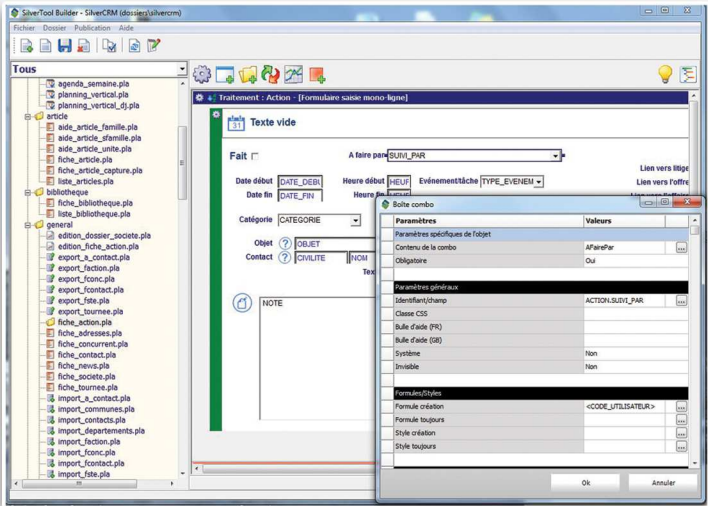 SilverTool Builder - SilverCRM (dossiers\silvercrm)
Fichier Dossier Publication Aide
Tous
agenda_semaine.pla
planning_vertical.pla
planning_vertical_dj.pla
article
aide_article_famille.pla
aide_article_sfamille.pla
aide_article_unite.pla
fiche_article.pla
fiche_article_capture.pla
liste_articles.pla
bibliotheque
fiche_bibliotheque.pla
liste_bibliotheque.pla
general
edition_dossier_societe.pla
edition_fiche_action.pla
export_a_contact.pla
export_faction.pla
export_fconc.pla
export_fcontact.pla
export_fste.pla
export_tournee.pla
fiche_action.pla
fiche_adresses.pla
fiche_concurrent.pla
fiche_contact.pla
fiche_news.pla
fiche_societe.pla
fiche_tournee.pla
import_a_contact.pla
import_communes.pla
import_contacts.pla
import_departements.pla
import_faction.pla
import_fconc.pla
import_fcontact.pla
import_fste.pla
Traitement : Action - [Formulaire saisie mono-ligne]
31 Texte vide
Fait A faire par SUIVI_PAR
Lien vers litige
Date début DATE_DEBU Heure début HEUF Evénement/tâche TYPE_EVENEM Lien vers l'offre
Date fin DATE_FIN Heure fin
Catégorie CATEGORIE
Objet ? OBJET
Contact ? CIVILITE NOM
NOTE
Boîte combo
Paramètres Valeurs
Paramètres spécifiques de l'objet
Contenu de la combo AFairePar ...
Obligatoire Oui
Paramètres généraux
Identifiant/champ ACTION.SUIVI_PAR ...
Classe CSS
Bulle d'aide (FR)
Bulle d'aide (GB)
Système Non
Invisible Non
Formules/Styles
Formule création <CODE_UTILISATEUR> ...
Formule toujours ...
Style création ...
Style toujours ...
Ok Annuler